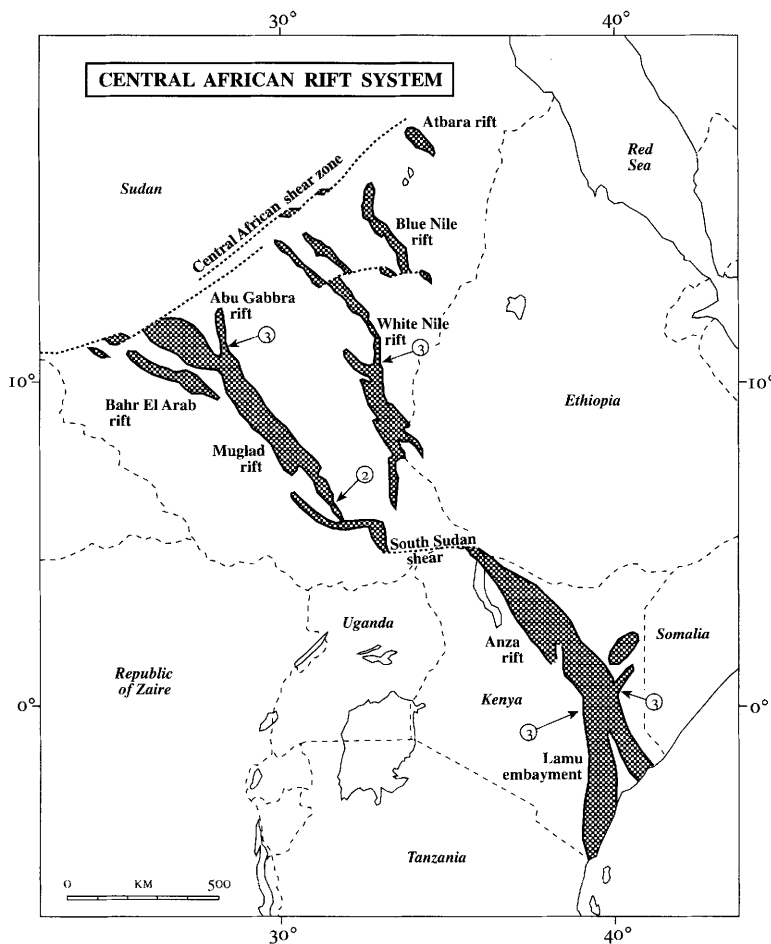 30°
40°
CENTRAL AFRICAN RIFT SYSTEM
Atbara rift
Red
Sea
Sudan
Central African shear zone
Blue Nile
rift
Abu Gabbra
rift
3
White Nile
rift
3
10°
10°
Ethiopia
Bahr El Arab
rift
Muglad
rift
2
South Sudan
shear
Uganda
Anza
rift
Somalia
Republic
of Zaire
Kenya
3
0°
0°
3
Lamu
embayment
Tanzania
0 KM 500
30°
40°